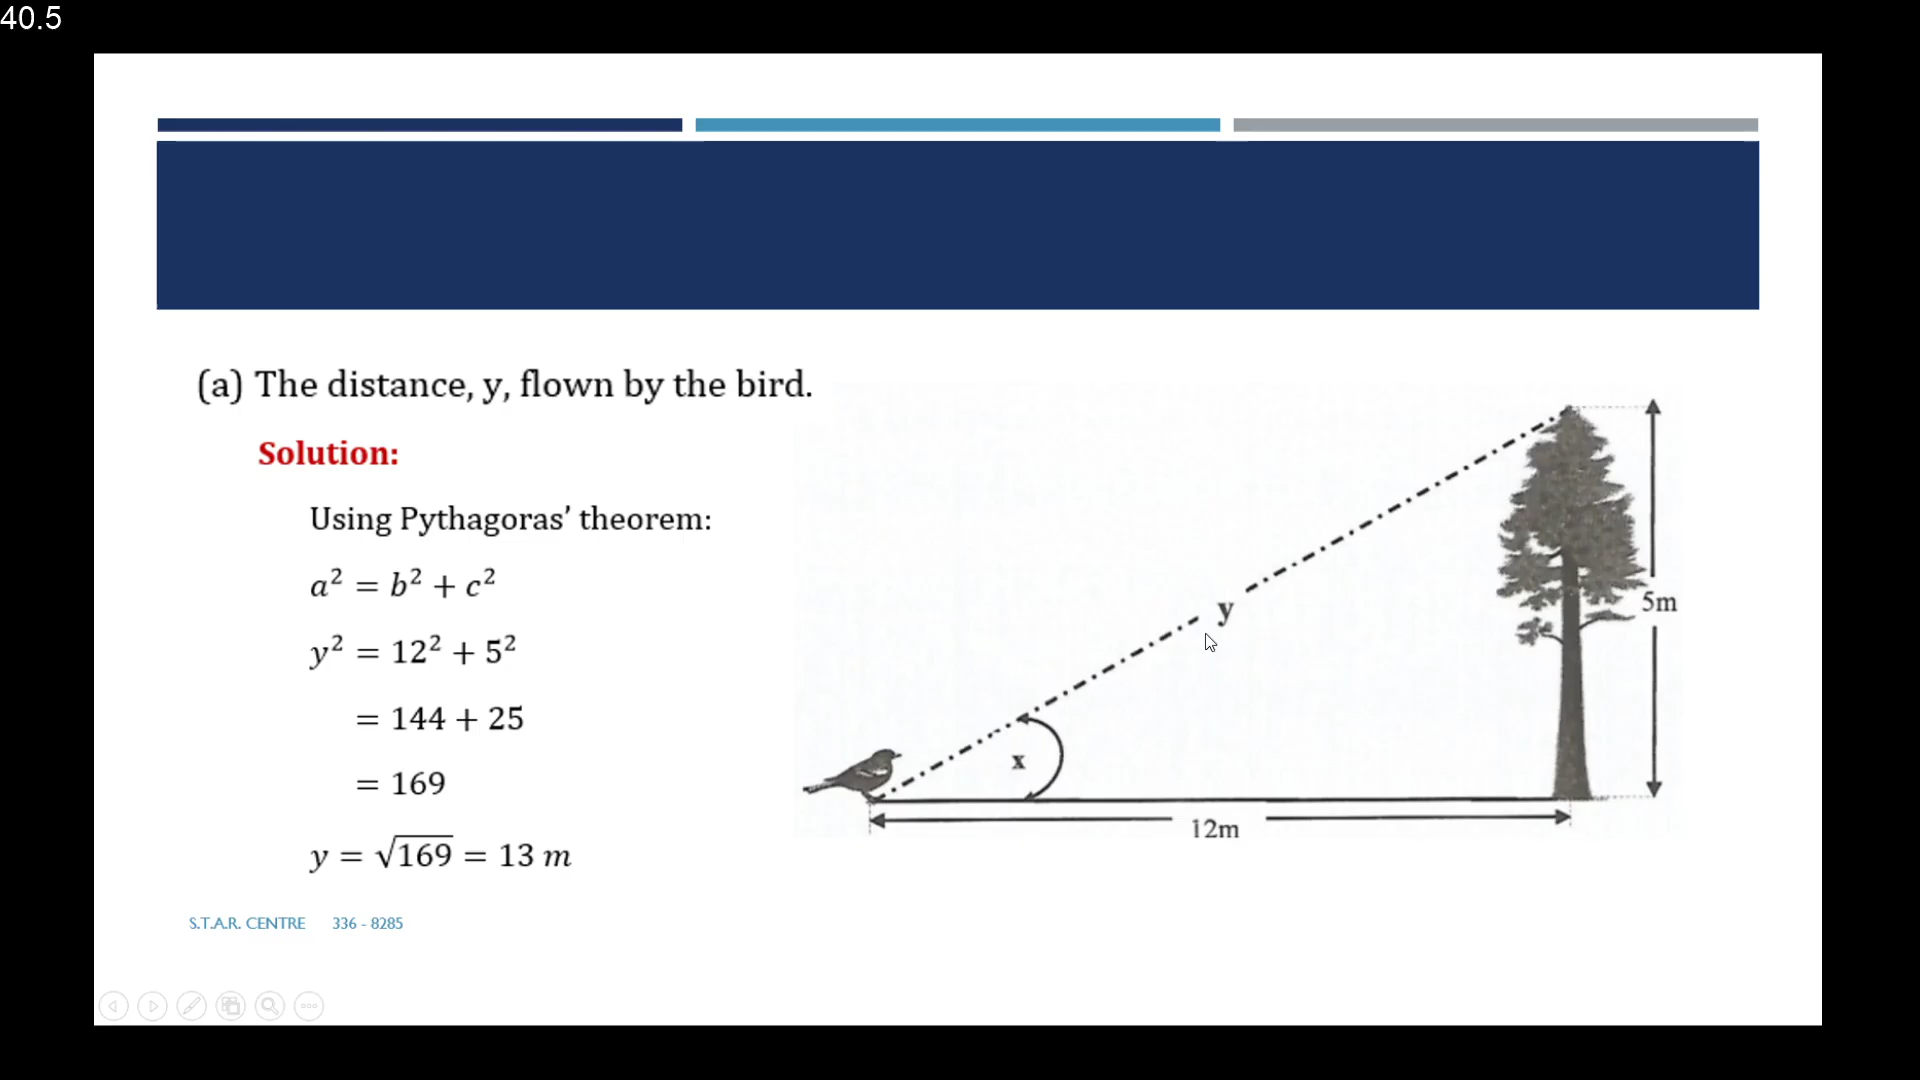 40.5
(a) The distance, y, flown by the bird.
Solution:
Using Pythagoras’ theorem:
a² = b² + c²
y² = 12² + 5²
= 144 + 25
= 169
y = √169 = 13 m
y
x
5m
12m
S.T.A.R. CENTRE 336 - 8285